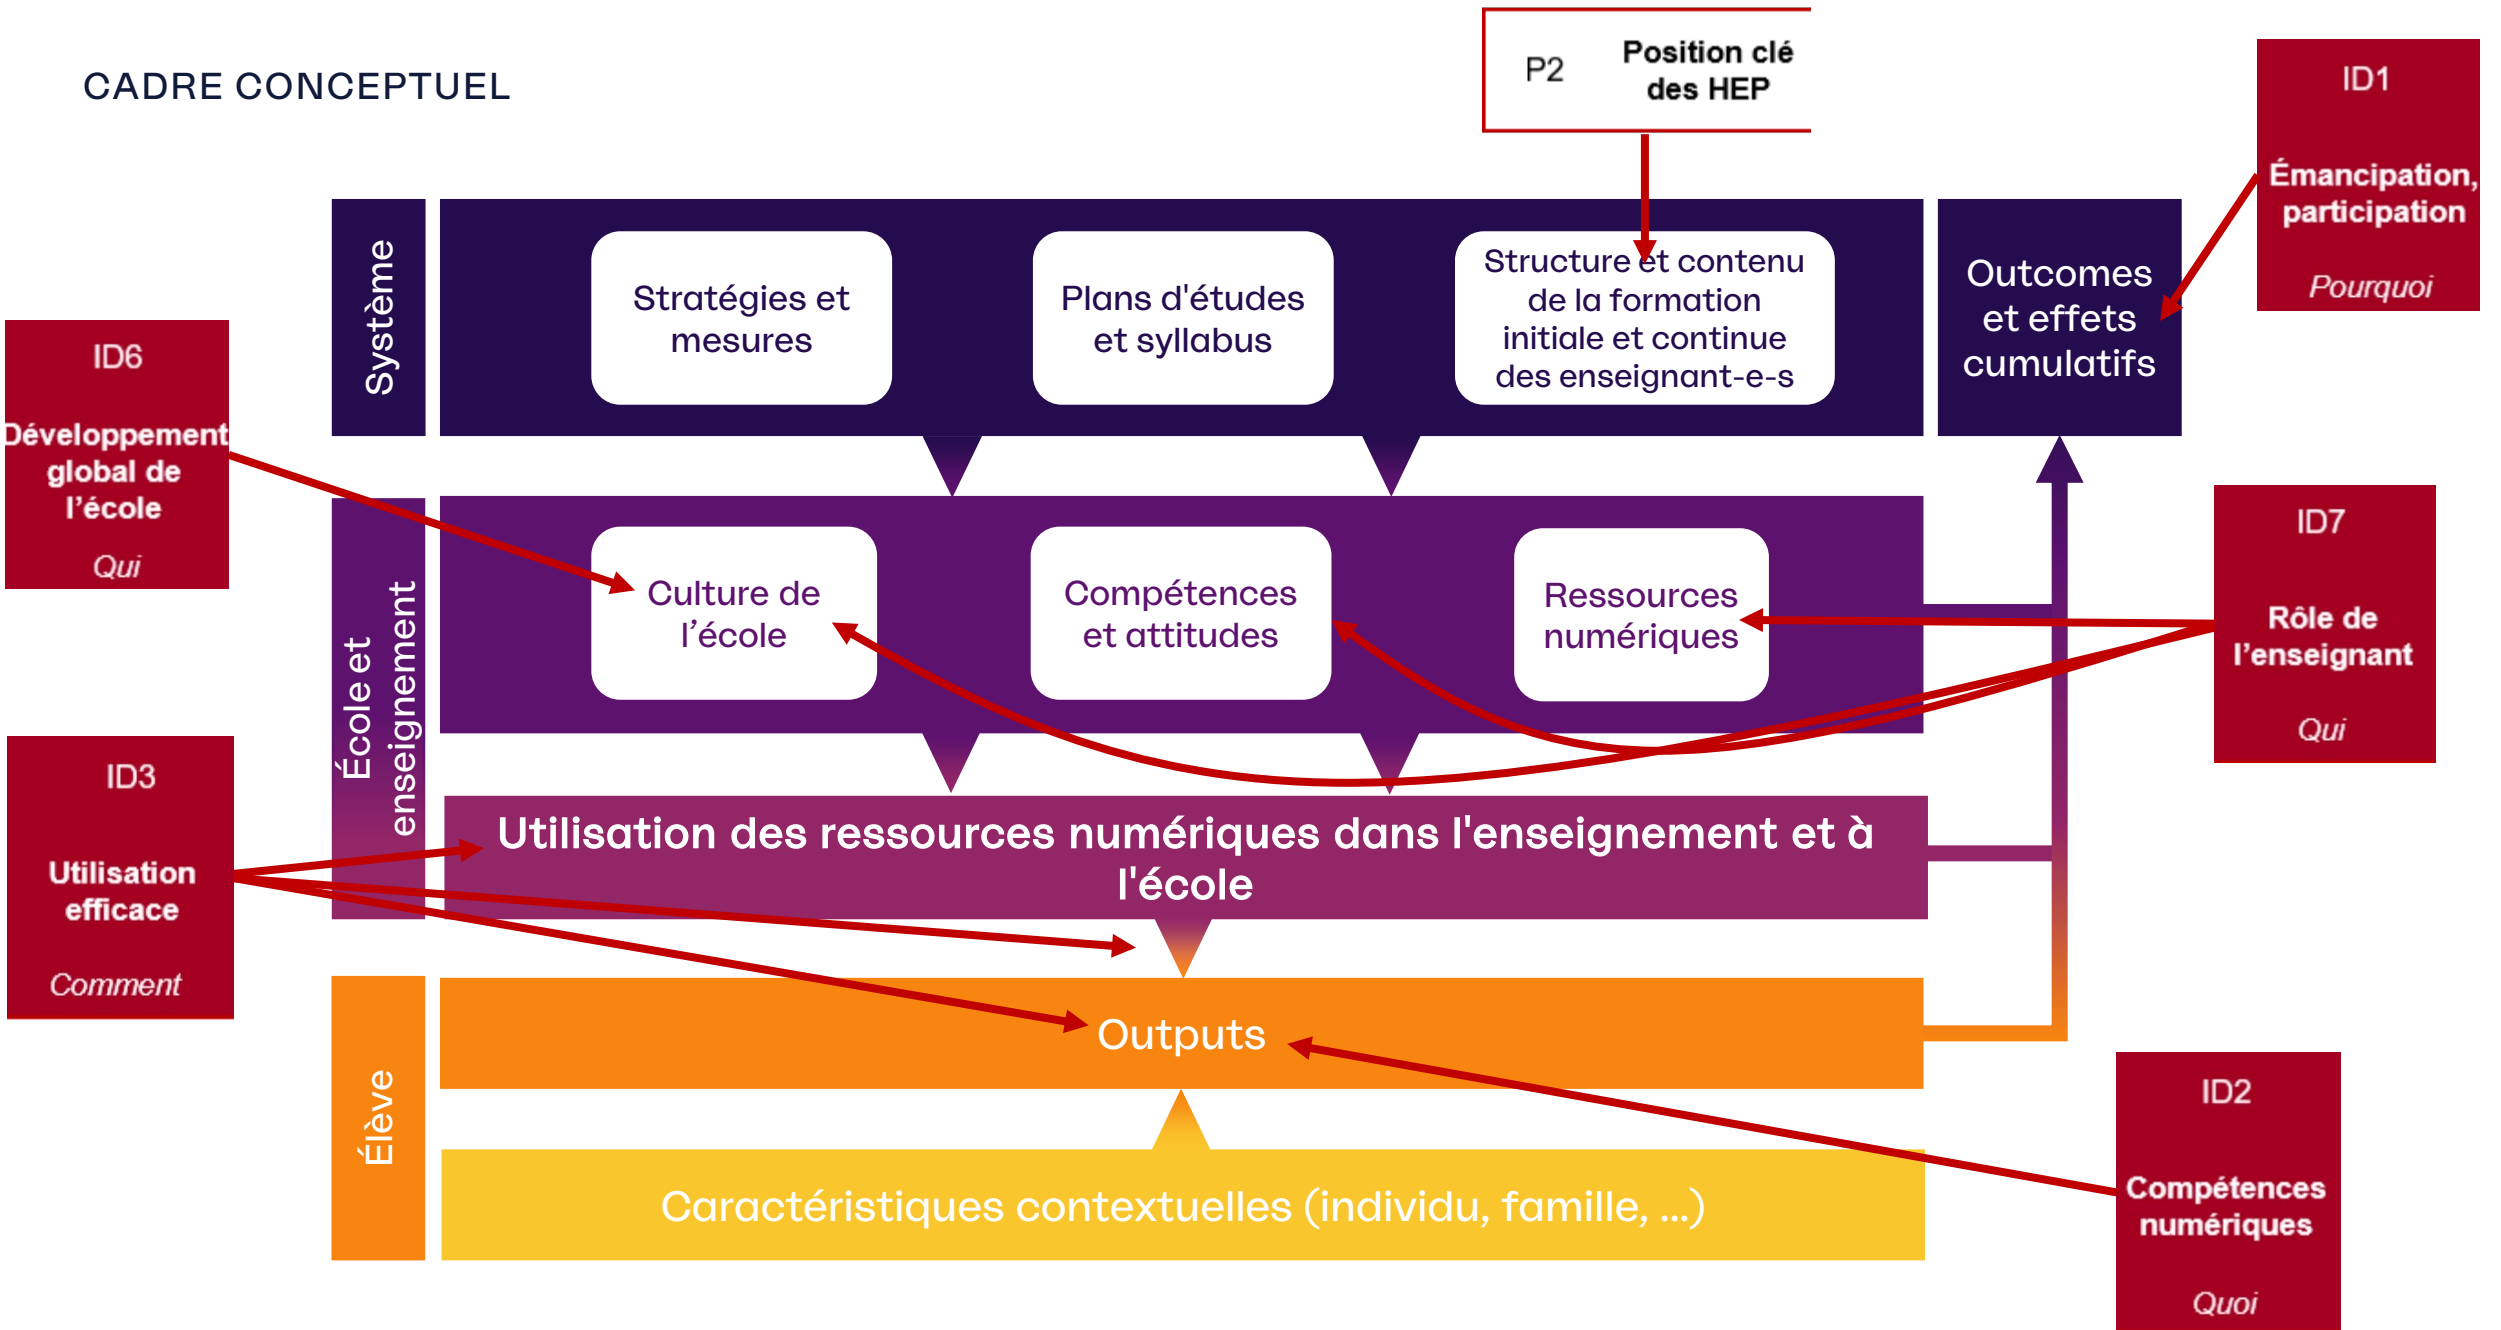 CADRE CONCEPTUEL
P2
Position clé
des HEP
ID1
Émancipation,
participation
Pourquoi
Système
Stratégies et
mesures
Plans d'études
et syllabus
Structure et contenu
de la formation
initiale et continue
des enseignant-e-s
Outcomes
et effets
cumulatifs
ID6
Développement
global de
l’école
Qui
École et
enseignement
Culture de
l’école
Compétences
et attitudes
Ressources
numériques
ID7
Rôle de
l’enseignant
Qui
ID3
Utilisation
efficace
Comment
Utilisation des ressources numériques dans l'enseignement et à
l'école
Élève
Outputs
Caractéristiques contextuelles (individu, famille, ...)
ID2
Compétences
numériques
Quoi